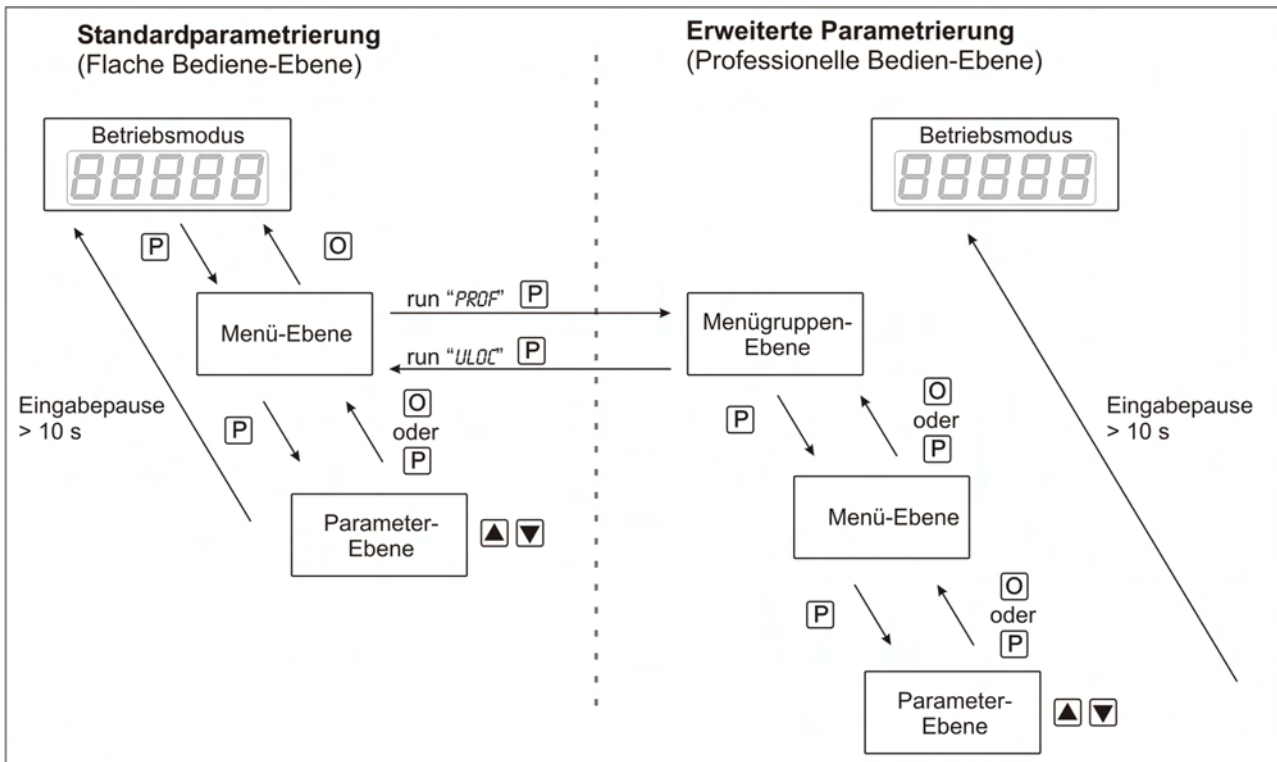 Standardparametrierung
(Flache Bediene-Ebene)
Betriebsmodus
88888
P
O
Menü-Ebene
Eingabepause
> 10 s
P
O
oder
P
Parameter-
Ebene
run “PROF” P
run “ULOC” P
Erweiterte Parametrierung
(Professionelle Bedien-Ebene)
Betriebsmodus
88888
Menügruppen-
Ebene
P
O
oder
P
Eingabepause
> 10 s
Menü-Ebene
P
O
oder
P
Parameter-
Ebene